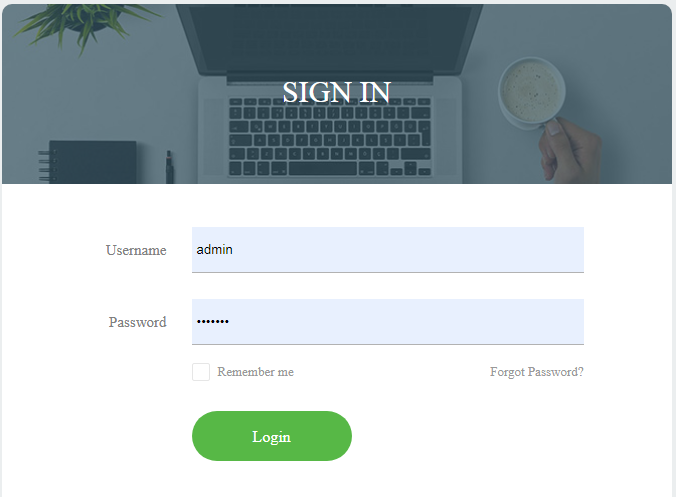 SIGN IN
Username
admin
Password
•••••••
Remember me
Forgot Password?
Login